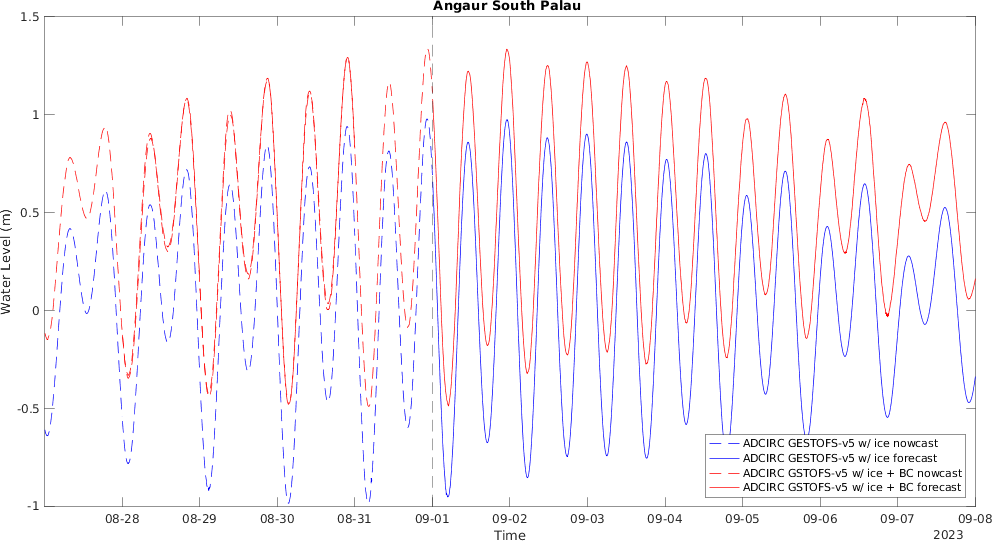 Angaur South Palau
1.5
1
0.5
0
-0.5
-1
Water Level (m)
08-28 08-29 08-30 08-31 09-01 09-02 09-03 09-04 09-05 09-06 09-07 09-08
Time
2023
ADCIRC GESTOFS-v5 w/ ice nowcast
ADCIRC GESTOFS-v5 w/ ice forecast
ADCIRC GSTOFS-v5 w/ ice + BC nowcast
ADCIRC GSTOFS-v5 w/ ice + BC forecast